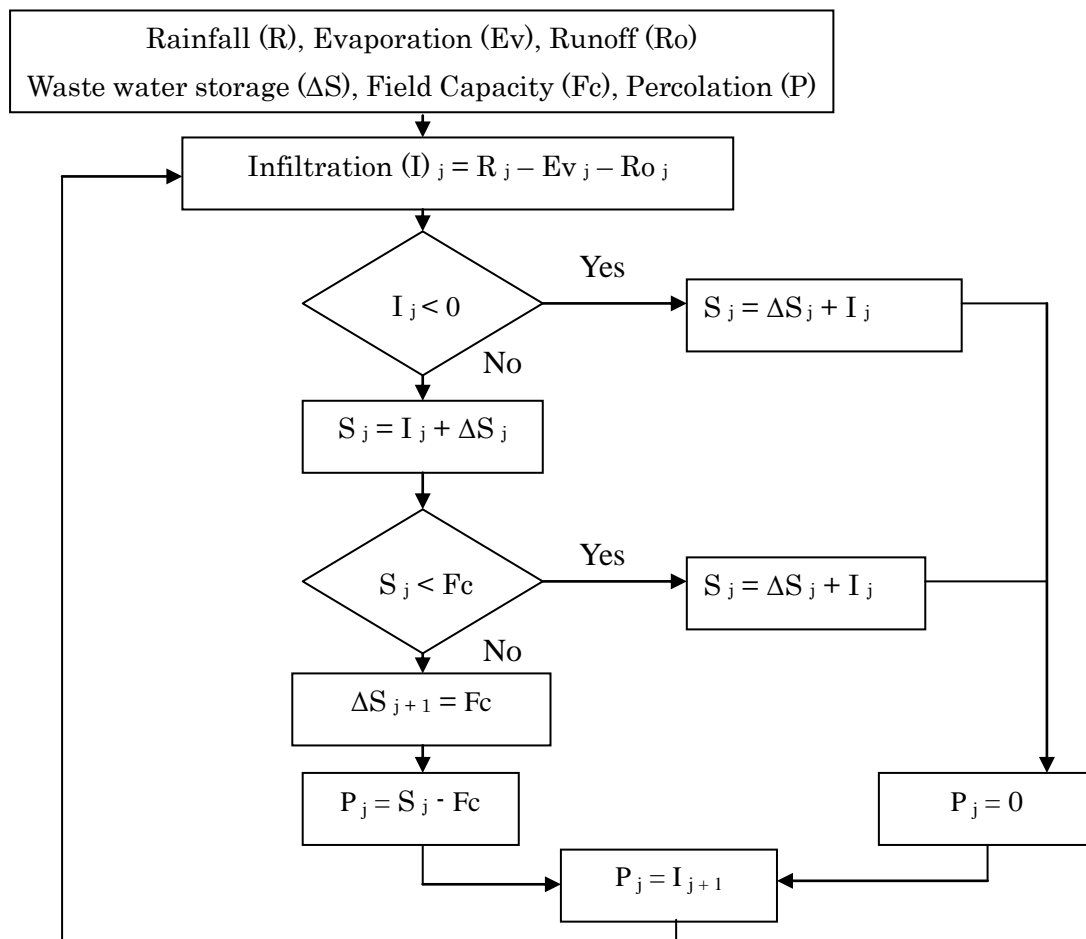 Rainfall (R), Evaporation (Ev), Runoff (Ro)
Waste water storage (ΔS), Field Capacity (Fc), Percolation (P)
Infiltration (I) j = R j – Ev j – Ro j
Yes
I j < 0
S j = ΔS j + I j
No
S j = I j + ΔS j
Yes
S j < Fc
S j = ΔS j + I j
No
ΔS j + 1 = Fc
P j = S j - Fc
P j = 0
P j = I j + 1